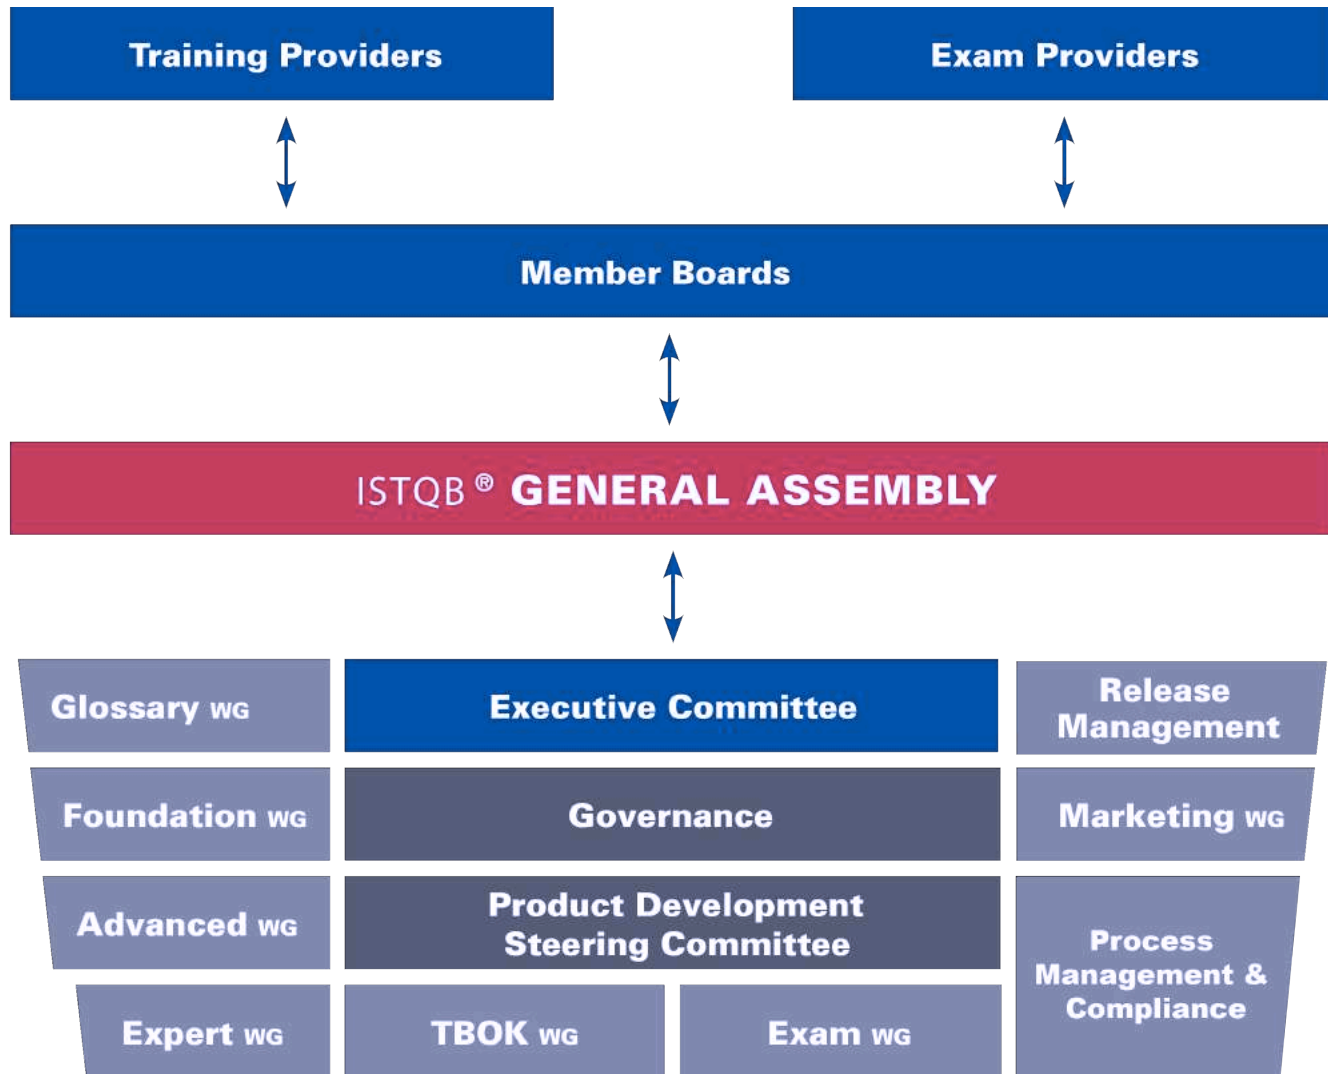 Training Providers
Exam Providers
Member Boards
ISTQB® GENERAL ASSEMBLY
Glossary WG
Executive Committee
Release
Management
Foundation WG
Governance
Marketing WG
Advanced WG
Product Development
Steering Committee
Process
Management &
Compliance
Expert WG
TBOK WG
Exam WG